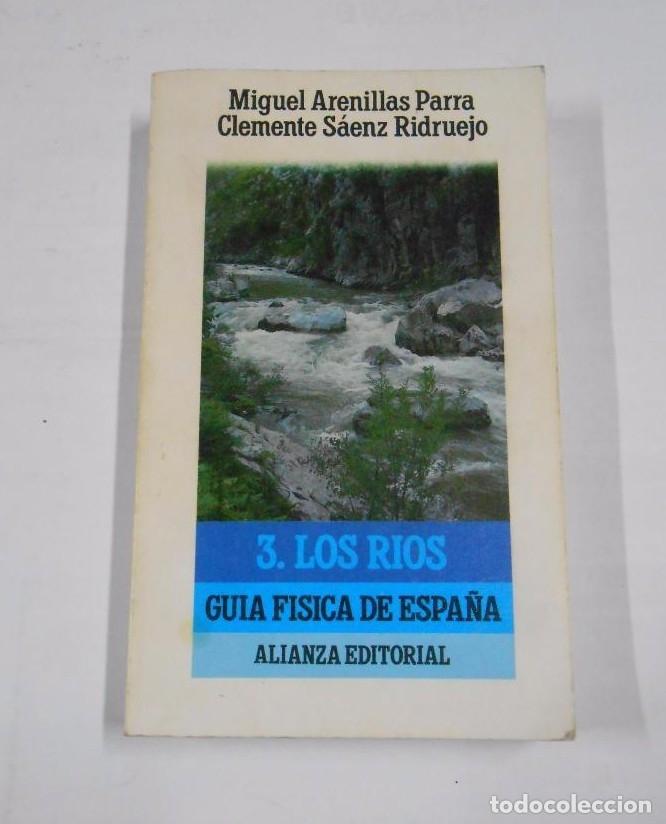 Miguel Arenillas Parra
Clemente Sáenz Ridruejo
3. LOS RIOS
GUIA FISICA DE ESPAÑA
ALIANZA EDITORIAL
todocoleccion